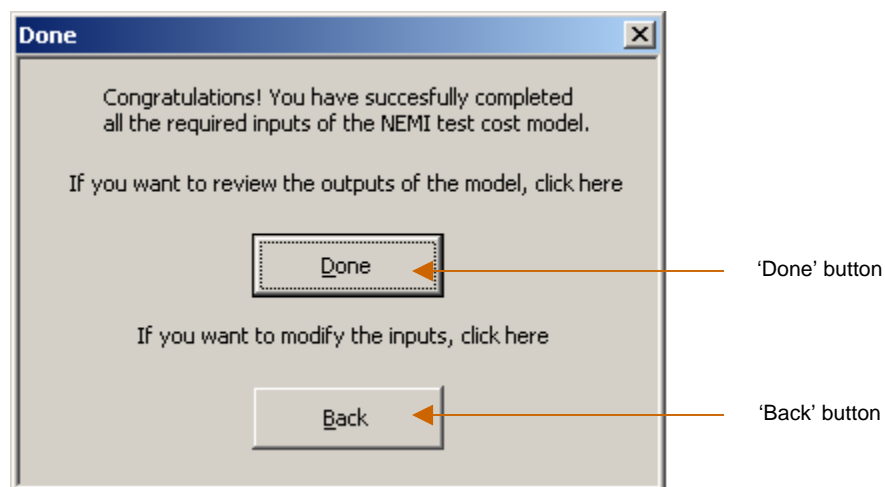 Done
Congratulations! You have succesfully completed
all the required inputs of the NEMI test cost model.
If you want to review the outputs of the model, click here
Done
‘Done’ button
If you want to modify the inputs, click here
Back
‘Back’ button